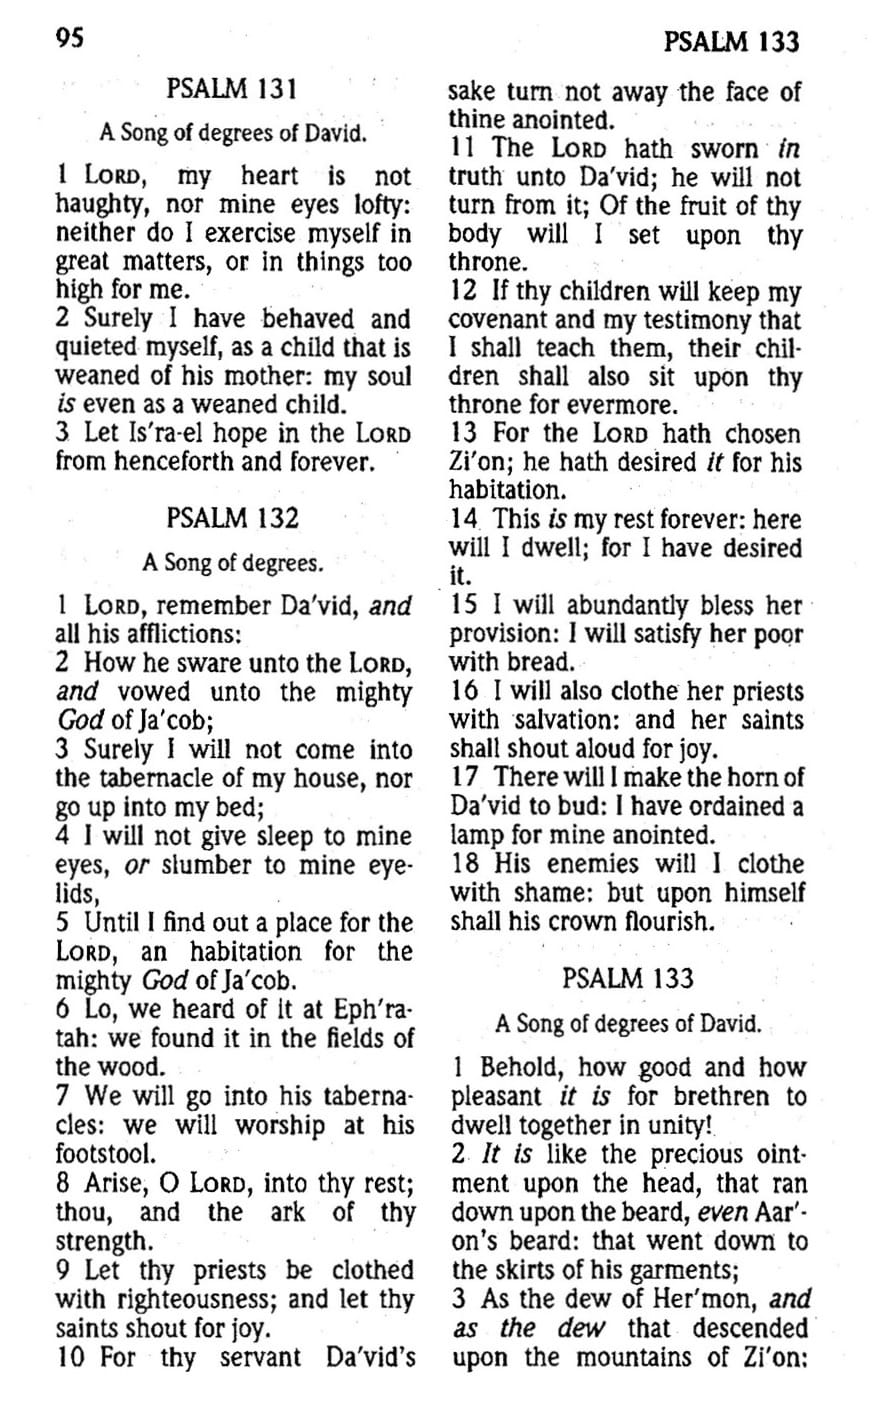 95
PSALM 133
PSALM 131
A Song of degrees of David.
1 LORD, my heart is not
haughty, nor mine eyes lofty:
neither do I exercise myself in
great matters, or in things too
high for me.
2 Surely I have behaved and
quieted myself, as a child that is
weaned of his mother: my soul
is even as a weaned child.
3 Let Is'ra-el hope in the LORD
from henceforth and forever.
PSALM 132
A Song of degrees.
1 LORD, remember Da'vid, and
all his afflictions:
2 How he sware unto the LORD,
and vowed unto the mighty
God of Ja'cob;
3 Surely I will not come into
the tabernacle of my house, nor
go up into my bed;
4 I will not give sleep to mine
eyes, or slumber to mine eye-
lids,
5 Until I find out a place for the
LORD, an habitation for the
mighty God of Ja'cob.
6 Lo, we heard of it at Eph'ra-
tah: we found it in the fields of
the wood.
7 We will go into his taberna-
cles: we will worship at his
footstool.
8 Arise, O LORD, into thy rest;
thou, and the ark of thy
strength.
9 Let thy priests be clothed
with righteousness; and let thy
saints shout for joy.
10 For thy servant Da'vid's
sake turn not away the face of
thine anointed.
11 The LORD hath sworn in
truth unto Da'vid; he will not
turn from it; Of the fruit of thy
body will I set upon thy
throne.
12 If thy children will keep my
covenant and my testimony that
I shall teach them, their chil-
dren shall also sit upon thy
throne for evermore.
13 For the LORD hath chosen
Zi'on; he hath desired it for his
habitation.
14 This is my rest forever: here
will I dwell; for I have desired
it.
15 I will abundantly bless her
provision: I will satisfy her poor
with bread.
16 I will also clothe her priests
with salvation: and her saints
shall shout aloud for joy.
17 There will I make the horn of
Da'vid to bud: I have ordained a
lamp for mine anointed.
18 His enemies will I clothe
with shame: but upon himself
shall his crown flourish.
PSALM 133
A Song of degrees of David.
1 Behold, how good and how
pleasant it is for brethren to
dwell together in unity!
2 It is like the precious oint-
ment upon the head, that ran
down upon the beard, even Aar'-
on's beard: that went down to
the skirts of his garments;
3 As the dew of Her'mon, and
as the dew that descended
upon the mountains of Zi'on: